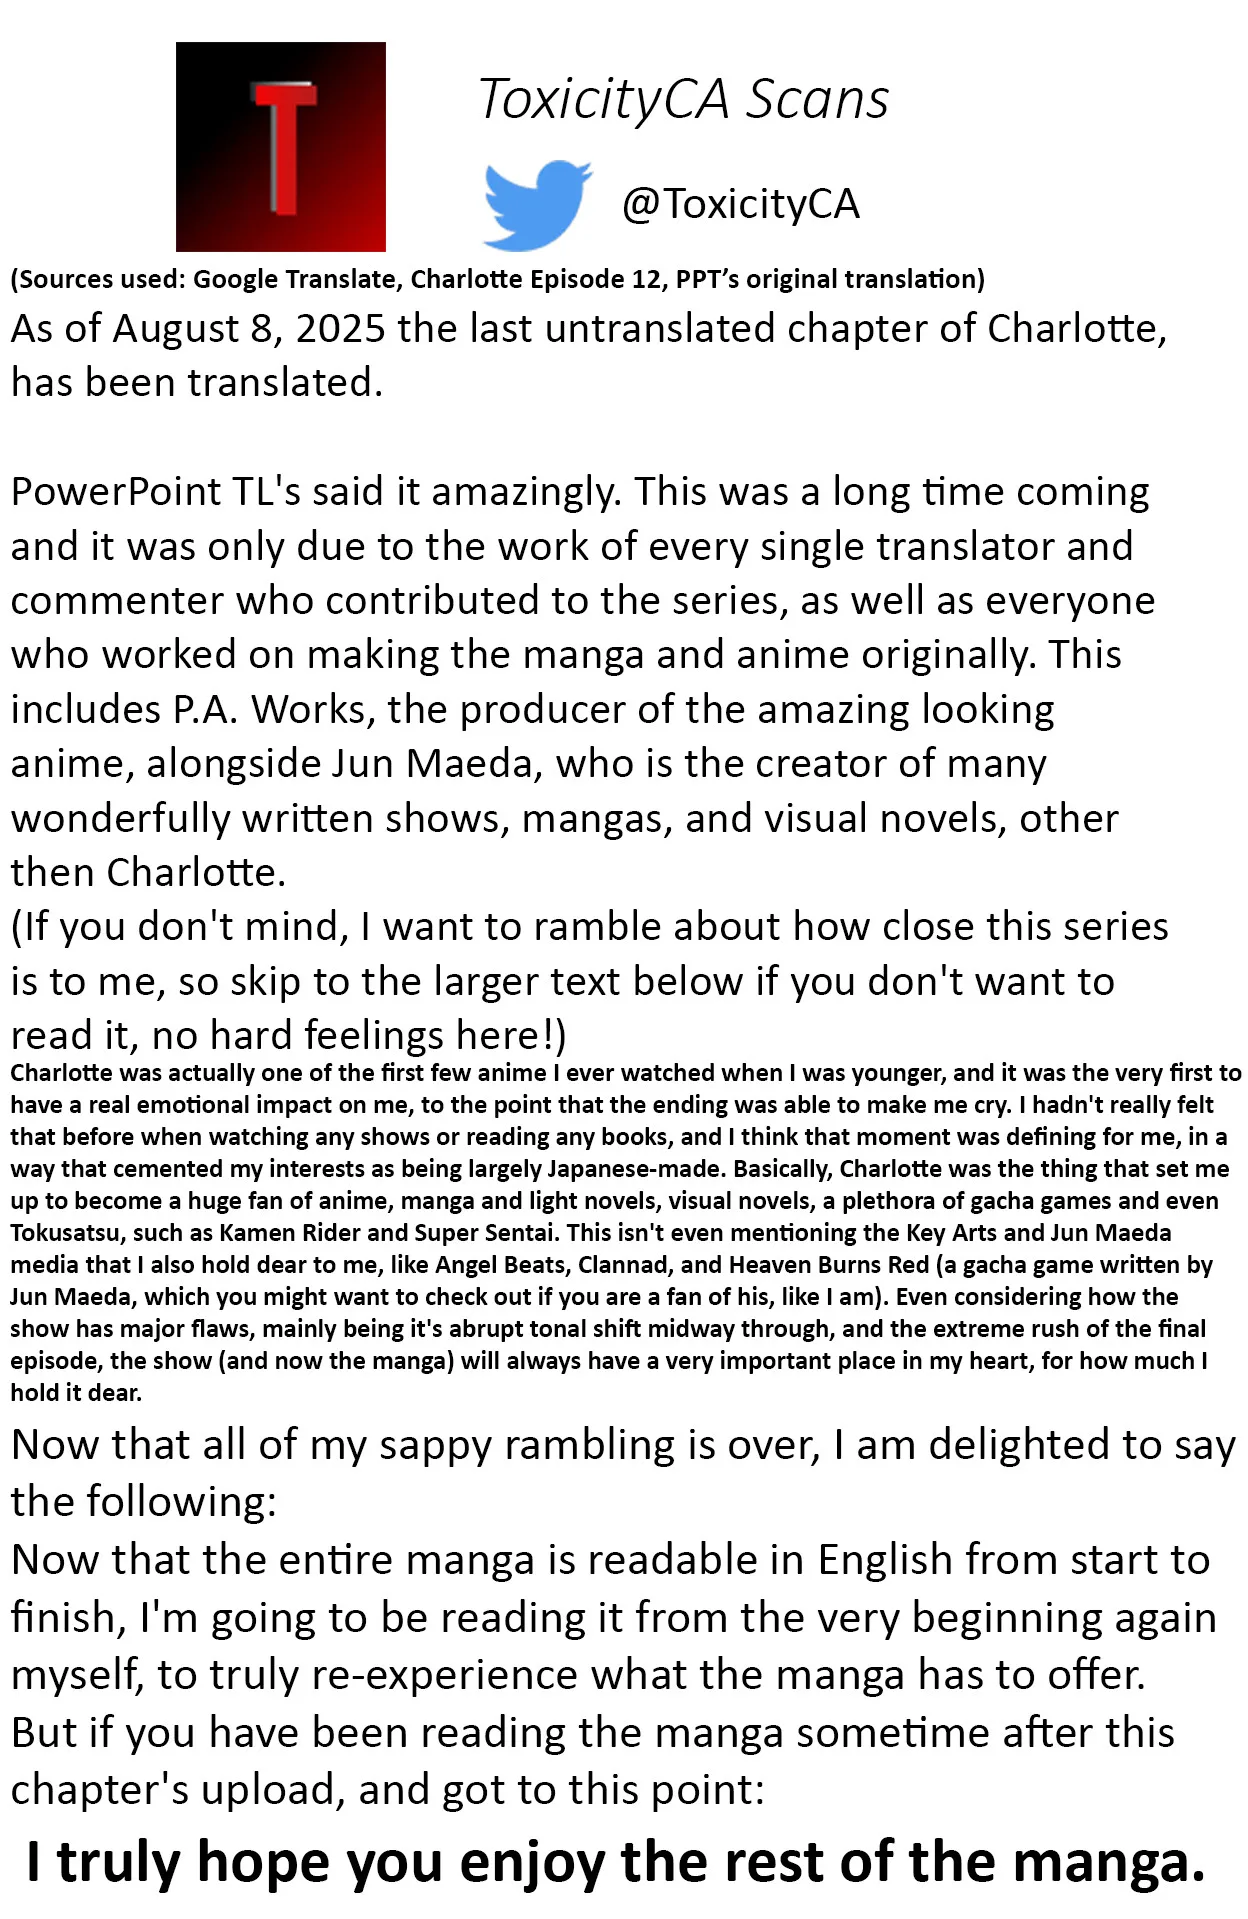 T
ToxicityCA Scans
@ToxicityCA
(Sources used: Google Translate, Charlotte Episode 12, PPT’s original translation)
As of August 8, 2025 the last untranslated chapter of Charlotte,
has been translated.
PowerPoint TL's said it amazingly. This was a long time coming
and it was only due to the work of every single translator and
commenter who contributed to the series, as well as everyone
who worked on making the manga and anime originally. This
includes P.A. Works, the producer of the amazing looking
anime, alongside Jun Maeda, who is the creator of many
wonderfully written shows, mangas, and visual novels, other
then Charlotte.
(If you don't mind, I want to ramble about how close this series
is to me, so skip to the larger text below if you don't want to
read it, no hard feelings here!)
Charlotte was actually one of the first few anime I ever watched when I was younger, and it was the very first to
have a real emotional impact on me, to the point that the ending was able to make me cry. I hadn't really felt
that before when watching any shows or reading any books, and I think that moment was defining for me, in a
way that cemented my interests as being largely Japanese-made. Basically, Charlotte was the thing that set me
up to become a huge fan of anime, manga and light novels, visual novels, a plethora of gacha games and even
Tokusatsu, such as Kamen Rider and Super Sentai. This isn't even mentioning the Key Arts and Jun Maeda
media that I also hold dear to me, like Angel Beats, Clannad, and Heaven Burns Red (a gacha game written by
Jun Maeda, which you might want to check out if you are a fan of his, like I am). Even considering how the
show has major flaws, mainly being it's abrupt tonal shift midway through, and the extreme rush of the final
episode, the show (and now the manga) will always have a very important place in my heart, for how much I
hold it dear.
Now that all of my sappy rambling is over, I am delighted to say
the following:
Now that the entire manga is readable in English from start to
finish, I'm going to be reading it from the very beginning again
myself, to truly re-experience what the manga has to offer.
But if you have been reading the manga sometime after this
chapter's upload, and got to this point:
I truly hope you enjoy the rest of the manga.